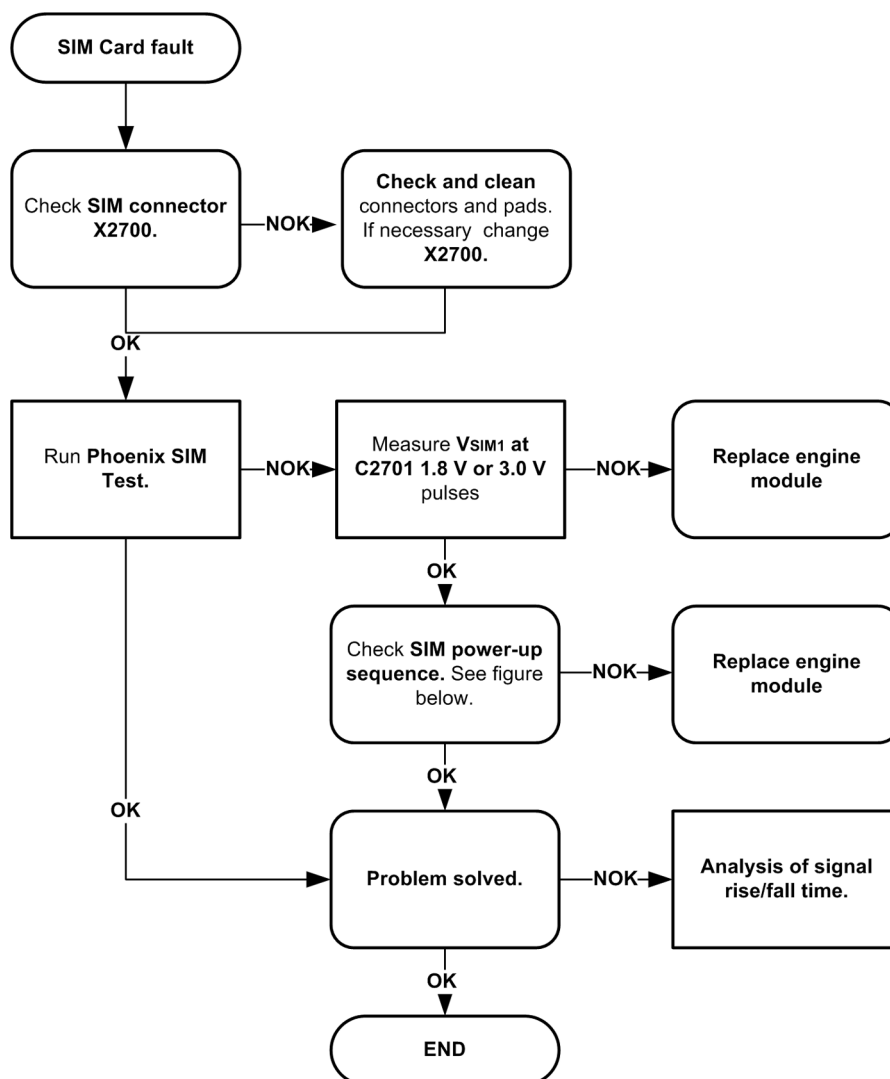 SIM Card fault
Check SIM connector
X2700.
NOK
Check and clean
connectors and pads.
If necessary change
X2700.
OK
Run Phoenix SIM
Test.
NOK
Measure VSIM1 at
C2701 1.8 V or 3.0 V
pulses
NOK
Replace engine
module
OK
Check SIM power-up
sequence. See figure
below.
NOK
Replace engine
module
OK
OK
Problem solved.
NOK
Analysis of signal
rise/fall time.
OK
END